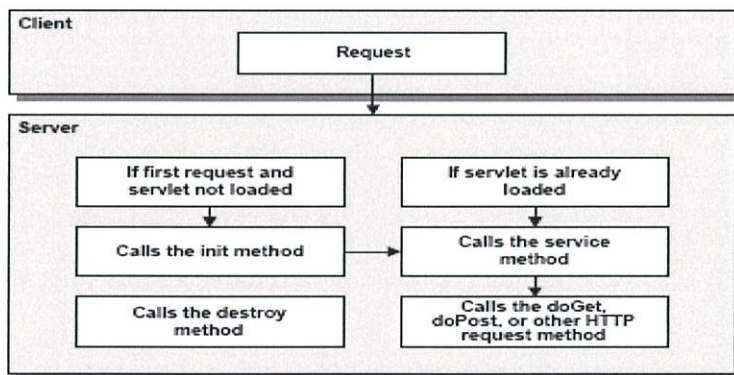 Client
Request
Server
If first request and
servlet not loaded
If servlet is already
loaded
Calls the init method
Calls the service
method
Calls the destroy
method
Calls the doGet,
doPost, or other HTTP
request method